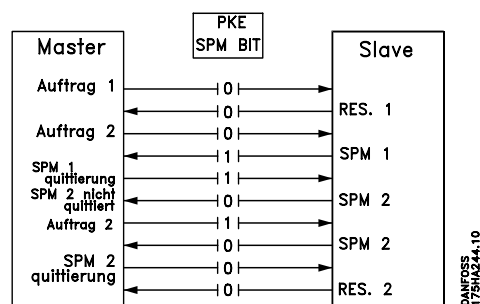 PKE
SPM BIT
Master
Slave
Auftrag 1
0
0
RES. 1
Auftrag 2
0
1
SPM 1
SPM 1
quittierung
1
SPM 2 nicht
quittiert
0
SPM 2
Auftrag 2
1
0
SPM 2
SPM 2
quittierung
0
0
RES. 2
DANFOSS
175HA244.10